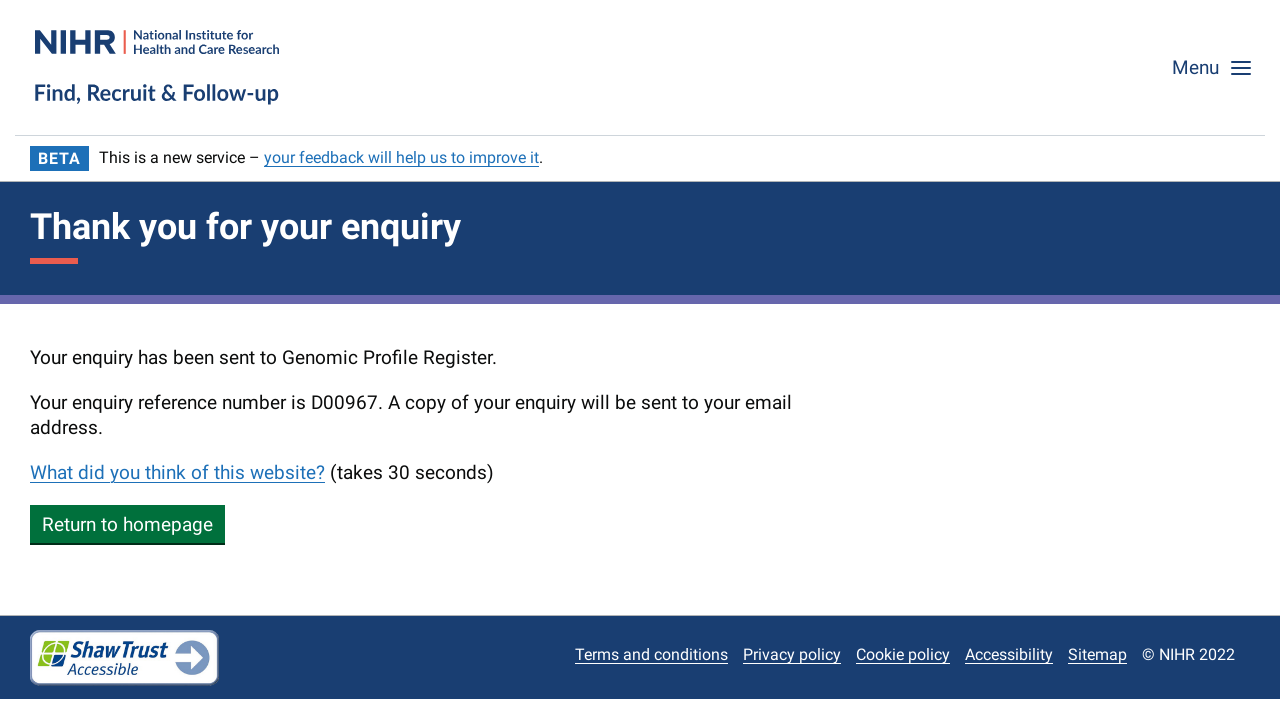 NIHR | National Institute for
Health and Care Research
Menu
Find, Recruit & Follow-up
BETA This is a new service – your feedback will help us to improve it.
Thank you for your enquiry
Your enquiry has been sent to Genomic Profile Register.
Your enquiry reference number is D00967. A copy of your enquiry will be sent to your email
address.
What did you think of this website? (takes 30 seconds)
Return to homepage
ShawTrust
Accessible
Terms and conditions Privacy policy Cookie policy Accessibility Sitemap © NIHR 2022